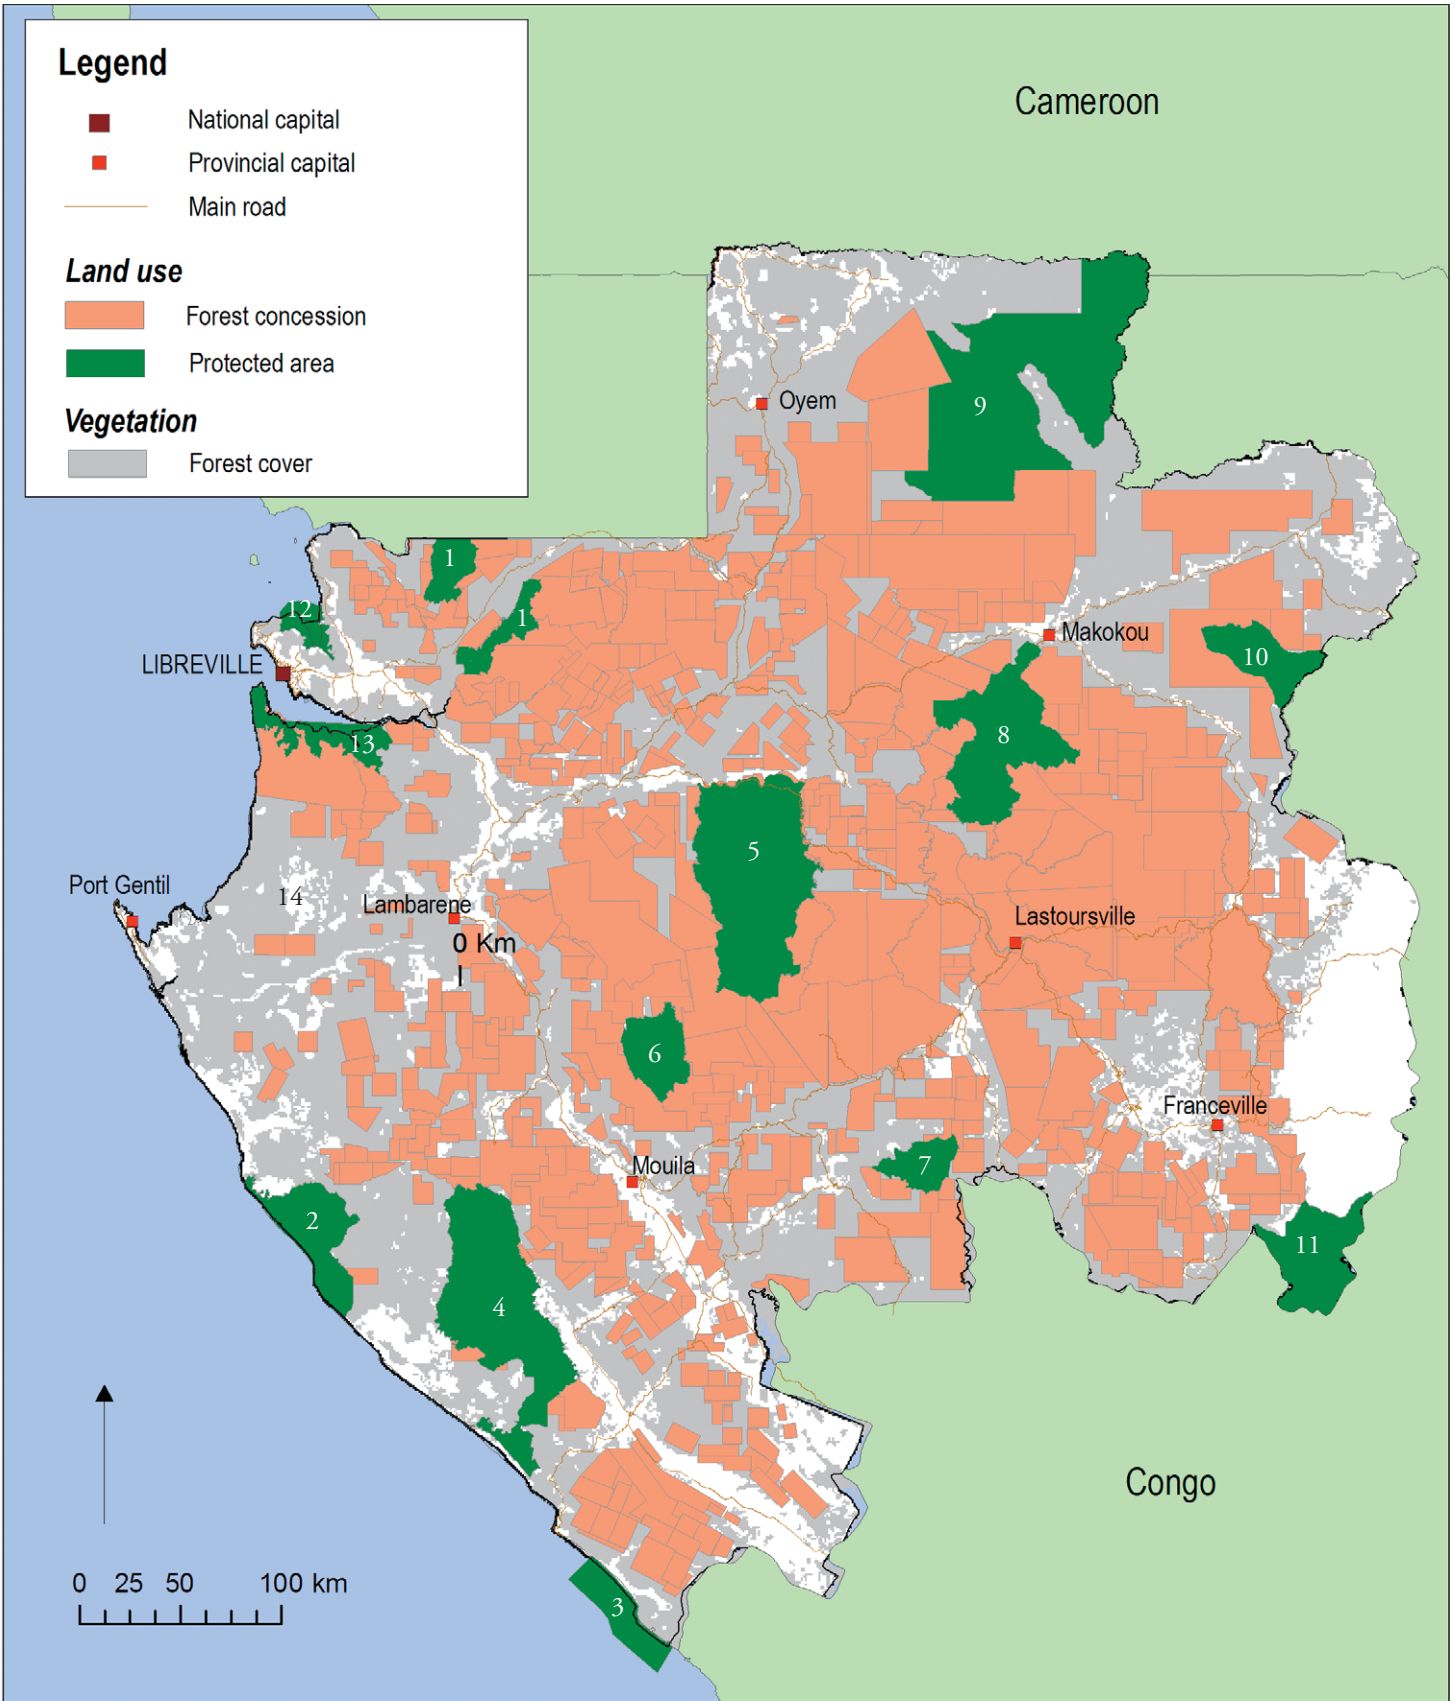 Legend
National capital
Provincial capital
Main road
Land use
Forest concession
Protected area
Vegetation
Forest cover
Cameroon
Oyem
9
1
12
1
Makokou
LIBREVILLE
10
13
8
5
Port Gentil
14
Lambarene
Lastoursville
0 Km
6
Franceville
Mouila
7
2
11
4
Congo
0 25 50 100 km
3